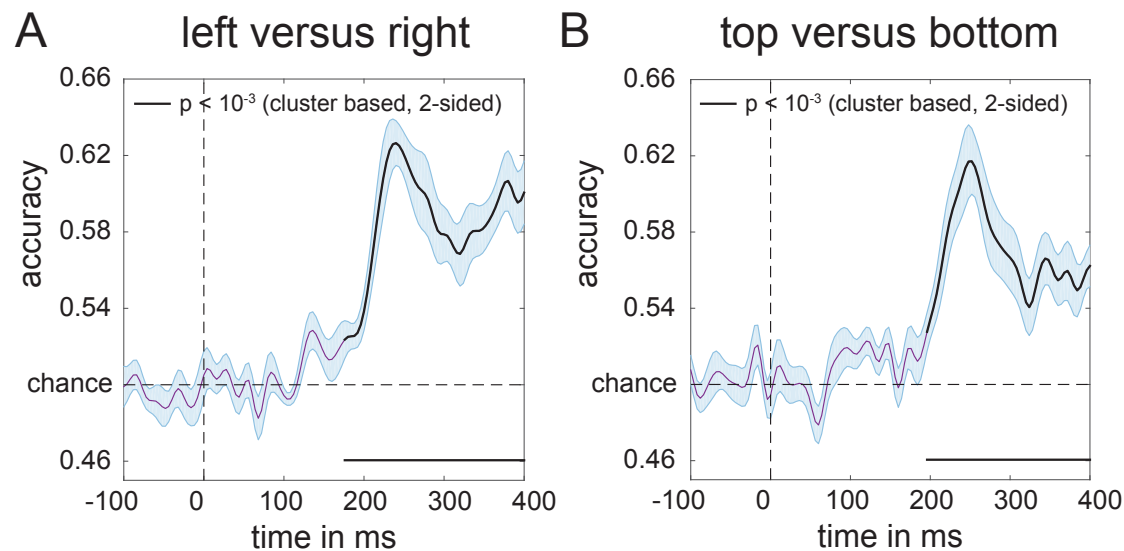 A left versus right
0.66
p < 10-3 (cluster based, 2-sided)
0.62
0.58
0.54
chance
0.46
accuracy
-100 0 100 200 300 400
time in ms
B top versus bottom
0.66
p < 10-3 (cluster based, 2-sided)
0.62
0.58
0.54
chance
0.46
accuracy
-100 0 100 200 300 400
time in ms